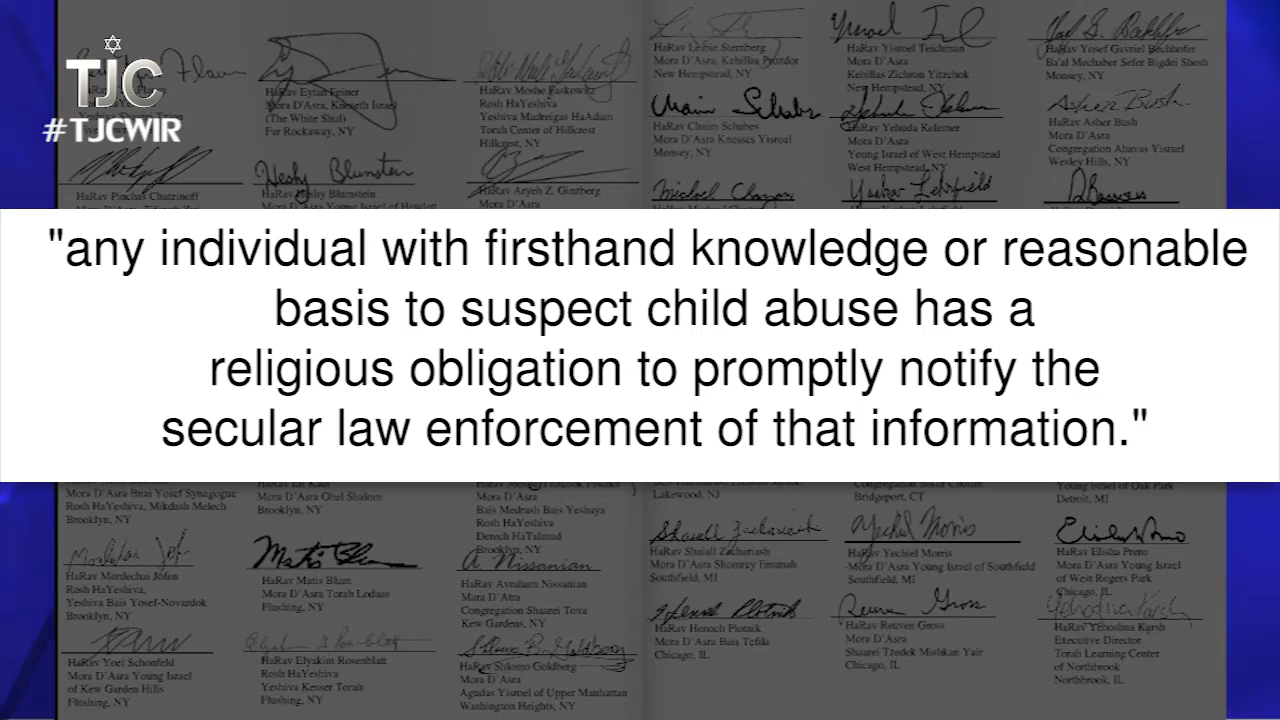 TJC
#TJCWIR
HaRav Eytan Feiner
Mora D'Asra, Kneseth Israel
(The White Shul)
Far Rockaway, NY
HaRav Moshe Faskowitz
Rosh HaYeshiva
Yeshiva Madreigas HaAdam
Torah Center of Hillcrest
Hillcrest, NY
HaRav Leibie Sternberg
Mora D'Asra, Kehillas Prozdor
New Hempstead, NY
HaRav Yisroel Teichman
Mora D'Asra
Kehillas Zichron Yitzchok
New Hempstead, NY
HaRav Yosef Gavriel Bechhofer
Ba'al Mechaber Sefer Bigdei Shesh
Monsey, NY
HaRav Chaim Schabes
Mora D'Asra Knesses Yisroel
Monsey, NY
HaRav Yehuda Kelemer
Mora D'Asra
Young Israel of West Hempstead
West Hempstead, NY
HaRav Asher Bush
Mora D'Asra
Congregation Ahavas Yisrael
Wesley Hills, NY
HaRav Pinchas Chatzinoff
HaRav Heshy Blumstein
Mora D'Asra Young Israel of Hewlett
HaRav Aryeh Z. Ginzberg
Mora D'Asra
"any individual with firsthand knowledge or reasonable
basis to suspect child abuse has a
religious obligation to promptly notify the
secular law enforcement of that information."
Mora D'Asra Bnai Yosef Synagogue
Rosh HaYeshiva, Mikdash Melech
Brooklyn, NY
Mora D'Asra Ohel Shalom
Brooklyn, NY
Mora D'Asra
Bais Medrash Bais Yeshaya
Rosh HaYeshiva
Derech HaTalmud
Brooklyn, NY
Lakewood, NJ
Bridgeport, CT
Young Israel of Oak Park
Detroit, MI
HaRav Mordechai Jofen
Rosh HaYeshiva,
Yeshiva Bais Yosef-Novardok
Brooklyn, NY
HaRav Matis Blum
Mora D'Asra Torah Lodaas
Flushing, NY
A. Nissanian
HaRav Avraham Nissanian
Mara D'Atra
Congregation Shaarei Tova
Kew Gardens, NY
HaRav Shaiall Zachariash
Mora D'Asra Shomrey Emunah
Southfield, MI
Yechiel Morris
HaRav Yechiel Morris
Mora D'Asra Young Israel of Southfield
Southfield, MI
HaRav Elisha Prero
Mora D'Asra Young Israel
of West Rogers Park
Chicago, IL
HaRav Henoch Plotnik
Mora D'Asra Bais Tefila
Chicago, IL
HaRav Reuven Gross
Mora D'Asra
Shaarei Tzedek Mishkan Yair
Chicago, IL
HaRav Yehoshua Karsh
Executive Director
Torah Learning Center
of Northbrook
Northbrook, IL
HaRav Yoel Schonfeld
Mora D'Asra Young Israel
of Kew Garden Hills
Flushing, NY
HaRav Elyakim Rosenblatt
Rosh HaYeshiva
Yeshiva Kesser Torah
Flushing, NY
HaRav Shlomo Goldberg
Mora D'Asra
Agudas Yisroel of Upper Manhattan
Washington Heights, NY